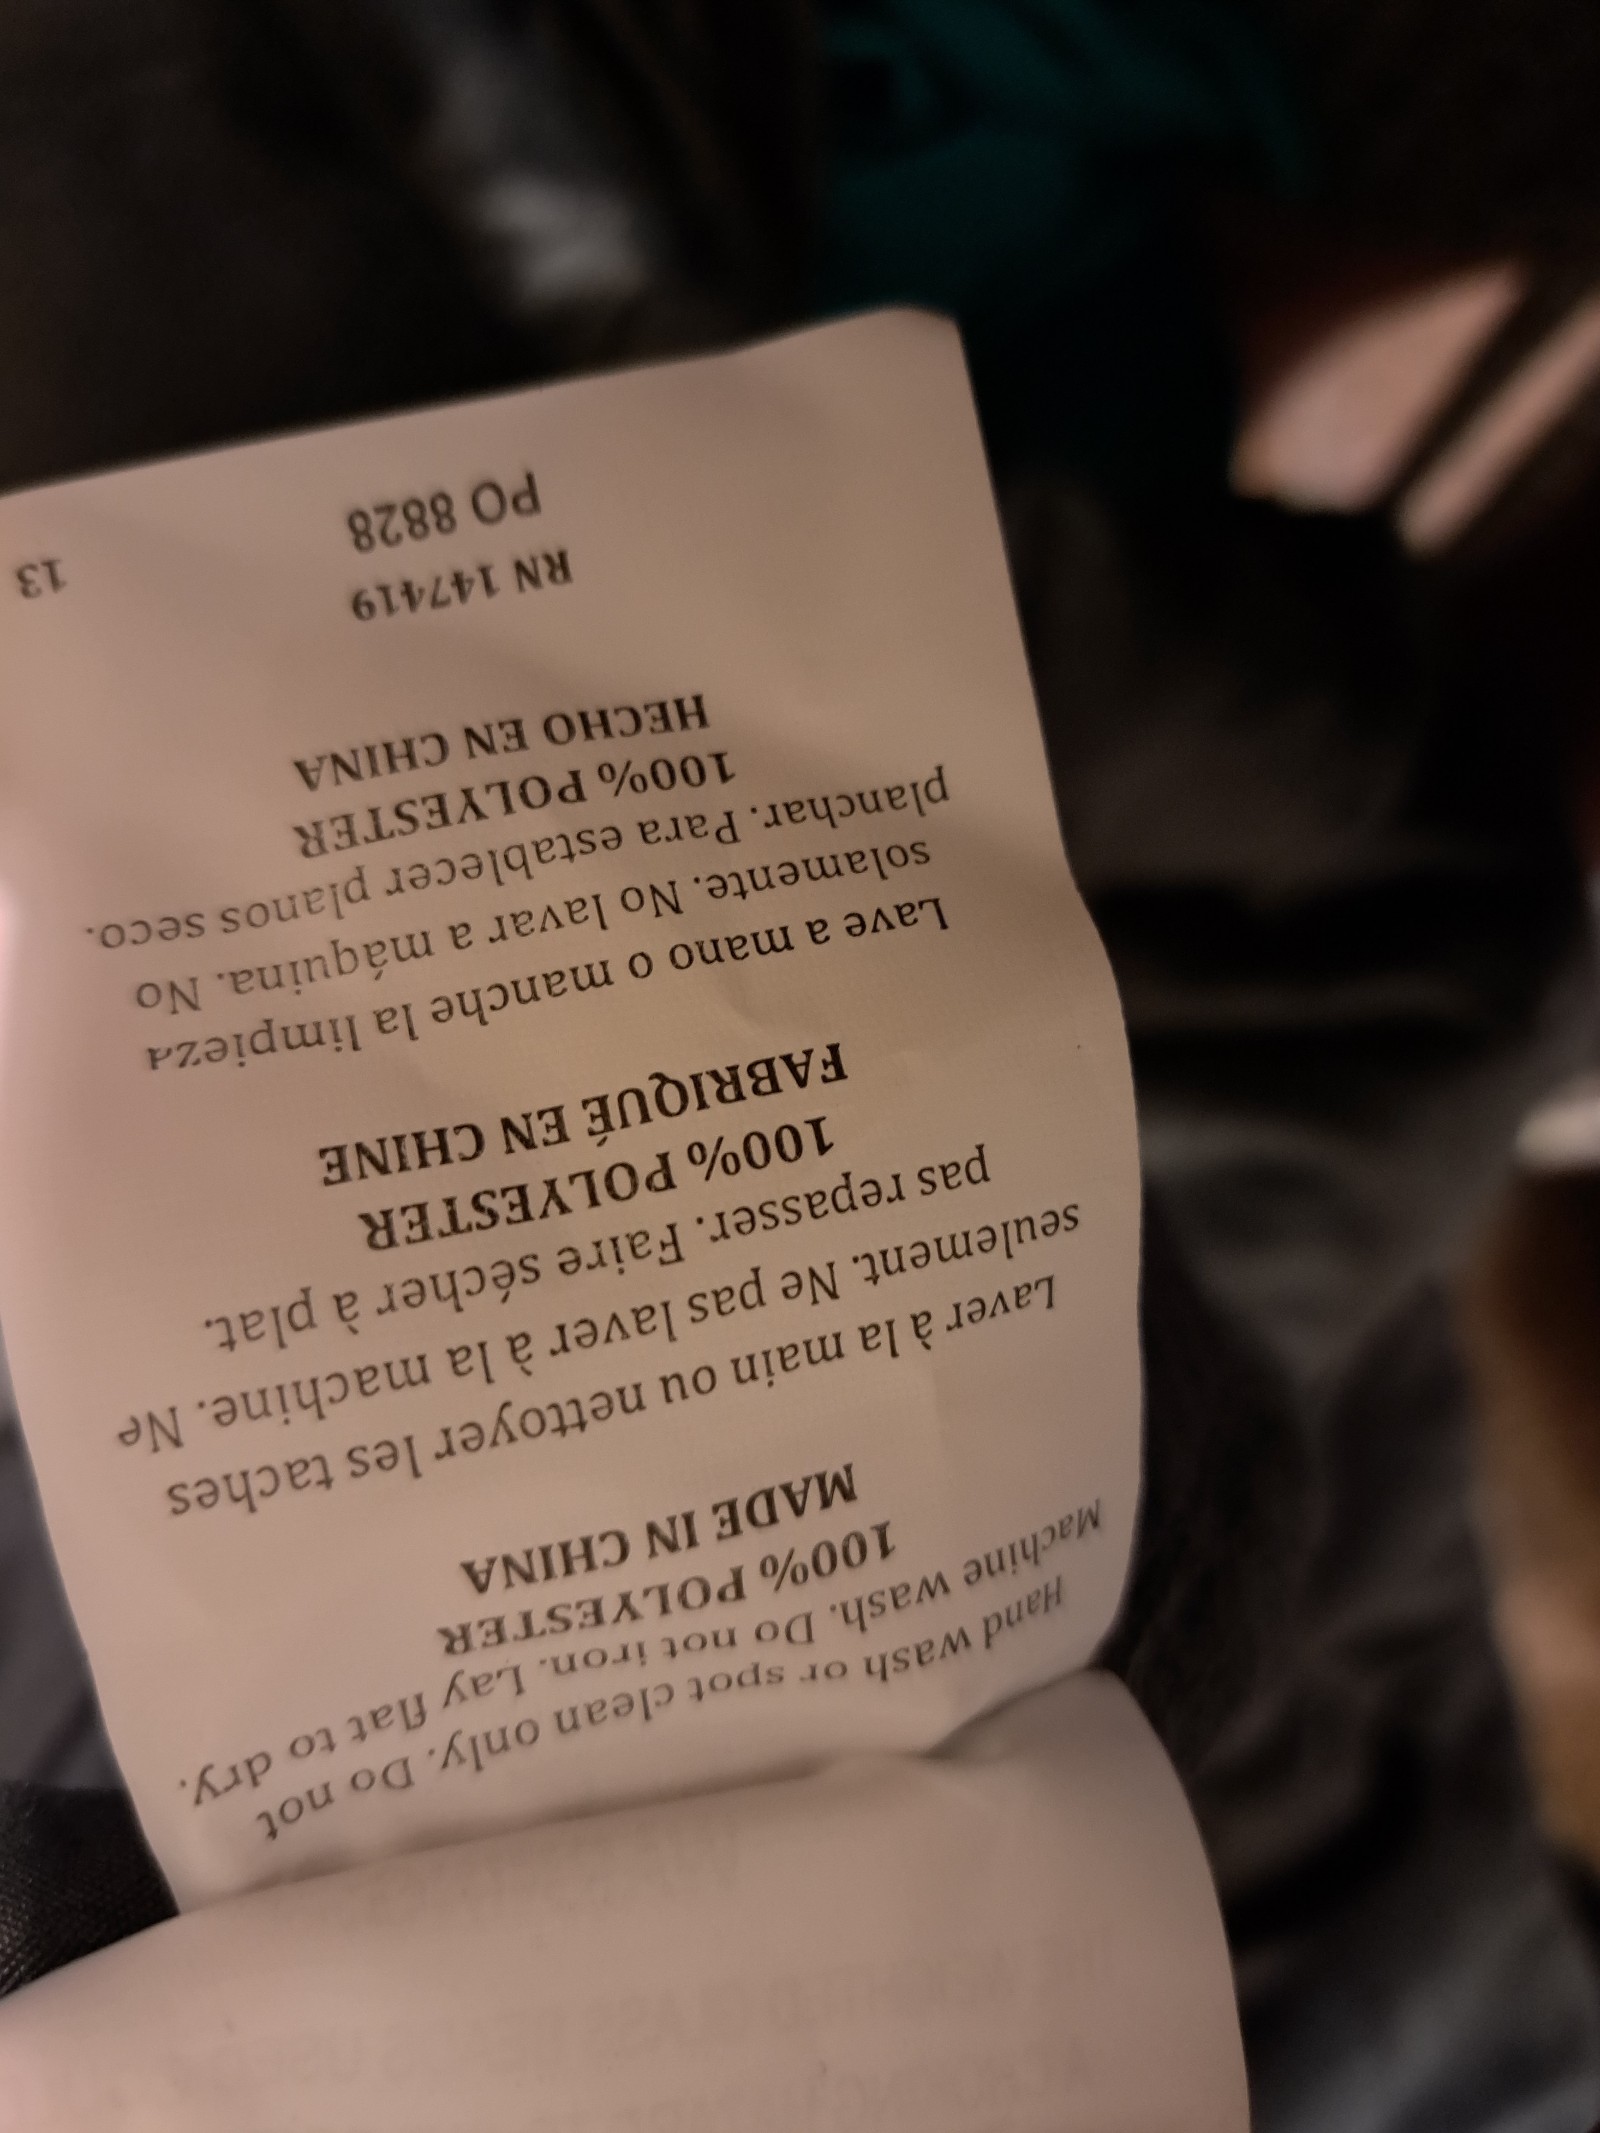 Hand wash or spot clean only. Do not
Machine wash. Do not iron. Lay flat to dry.
100% POLYESTER
MADE IN CHINA
Laver à la main ou nettoyer les taches
seulement. Ne pas laver à la machine. Ne
pas repasser. Faire sécher à plat.
100% POLYESTER
FABRIQUÉ EN CHINE
Lave a mano o manche la limpieza
solamente. No lavar a máquina. No
planchar. Para establecer planos seco.
100% POLYESTER
HECHO EN CHINA
RN 147419
PO 8828
13